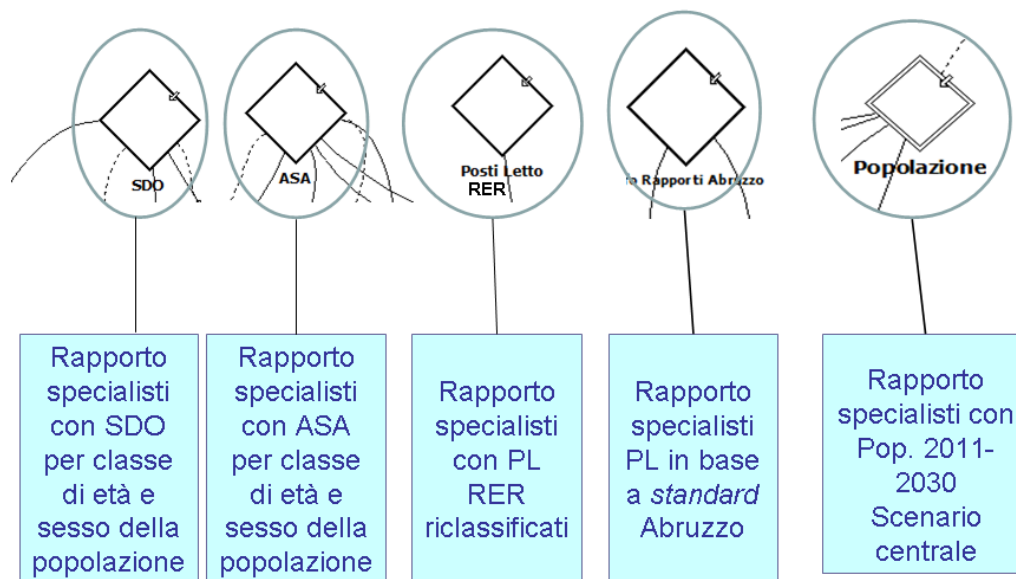 SDO
ASA
Posti Letto
RER
o Rapporti Abruzzo
Popolazione
Rapporto
specialisti
con SDO
per classe
di età e
sesso della
popolazione
Rapporto
specialisti
con ASA
per classe
di età e
sesso della
popolazione
Rapporto
specialisti
con PL
RER
riclassificati
Rapporto
specialisti
PL in base
a standard
Abruzzo
Rapporto
specialisti con
Pop. 2011-
2030
Scenario
centrale